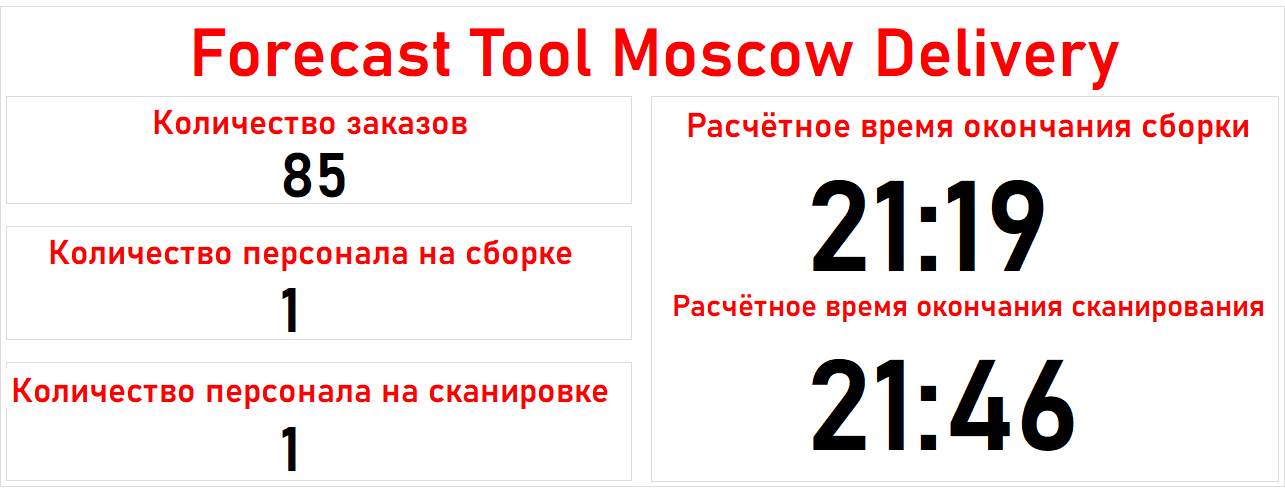 Forecast Tool Moscow Delivery
Количество заказов
85
Количество персонала на сборке
1
Количество персонала на сканировке
1
Расчётное время окончания сборки
21:19
Расчётное время окончания сканирования
21:46